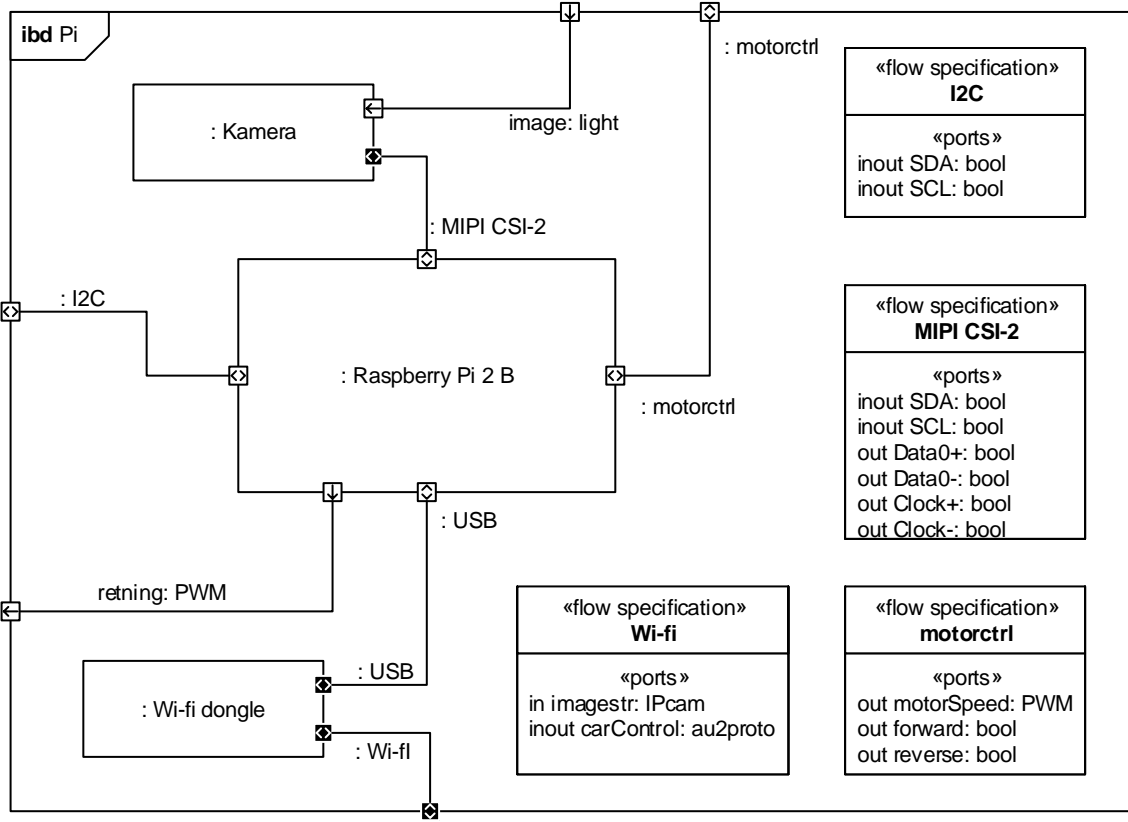 ibd Pi
: motorctrl
«flow specification»
I2C
«ports»
inout SDA: bool
inout SCL: bool
: Kamera
image: light
: MIPI CSI-2
: I2C
: Raspberry Pi 2 B
: motorctrl
«flow specification»
MIPI CSI-2
«ports»
inout SDA: bool
inout SCL: bool
out Data0+: bool
out Data0-: bool
out Clock+: bool
out Clock-: bool
: USB
retning: PWM
: USB
: Wi-fi dongle
: Wi-fI
«flow specification»
Wi-fi
«ports»
in imagestr: IPcam
inout carControl: au2proto
«flow specification»
motorctrl
«ports»
out motorSpeed: PWM
out forward: bool
out reverse: bool